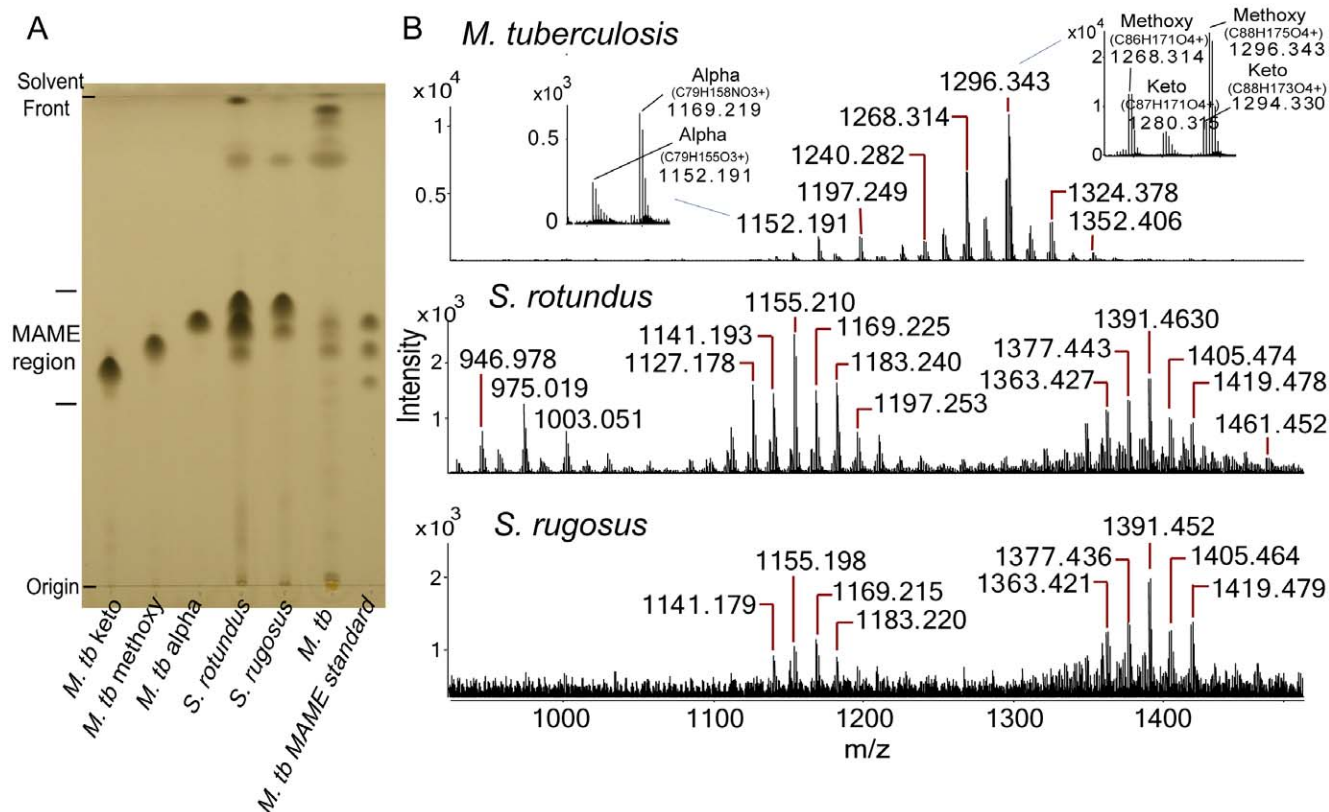 A
Solvent
Front
MAME
region
Origin
M. tb keto
M. tb methoxy
M. tb alpha
S. rotundus
S. rugosus
M. tb
M. tb MAME standard
B
M. tuberculosis
x10^4
1
0.5
x10^3
0.5
0
Alpha
(C79H158NO3+)
1169.219
Alpha
(C79H155O3+)
1152.191
1152.191
1197.249
1240.282
1268.314
1296.343
1324.378
1352.406
x10^4
2
1
0
Methoxy
(C86H171O4+)
1268.314
Keto
(C87H171O4+)
1280.315
Methoxy
(C88H175O4+)
1296.343
Keto
(C88H173O4+)
1294.330
Intensity
S. rotundus
x10^3
2
1
946.978
975.019
1003.051
1127.178
1141.193
1155.210
1169.225
1183.240
1197.253
1363.427
1377.443
1391.4630
1405.474
1419.478
1461.452
S. rugosus
x10^3
2
1
1141.179
1155.198
1169.215
1183.220
1363.421
1377.436
1391.452
1405.464
1419.479
1000
1100
1200
1300
1400
m/z